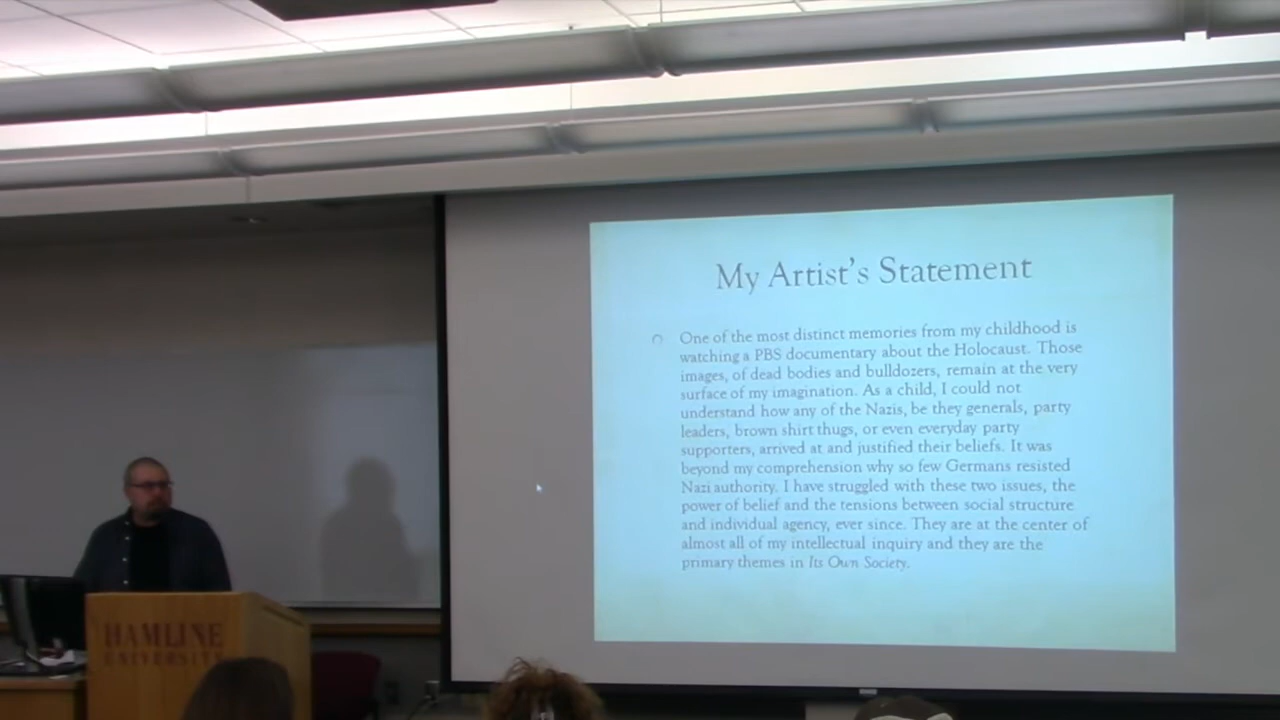 My Artist's Statement
One of the most distinct memories from my childhood is
watching a PBS documentary about the Holocaust. Those
images, of dead bodies and bulldozers, remain at the very
surface of my imagination. As a child, I could not
understand how any of the Nazis, be they generals, party
leaders, brown shirt thugs, or even everyday party
supporters, arrived at and justified their beliefs. It was
beyond my comprehension why so few Germans resisted
Nazi authority. I have struggled with these two issues, the
power of belief and the tensions between social structure
and individual agency, ever since. They are at the center of
almost all of my intellectual inquiry and they are the
primary themes in Its Own Society.
HAMLINE
UNIVERSITY